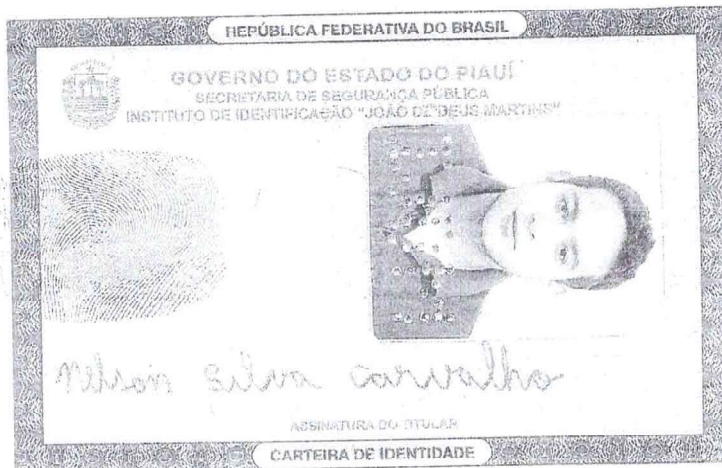 REPÚBLICA FEDERATIVA DO BRASIL
GOVERNO DO ESTADO DO PIAUÍ
SECRETARIA DE SEGURANÇA PÚBLICA
INSTITUTO DE IDENTIFICAÇÃO "JOÃO DE DEUS MARTINS"
Nelson Silva Carvalho
ASSINATURA DO TITULAR
CARTEIRA DE IDENTIDADE